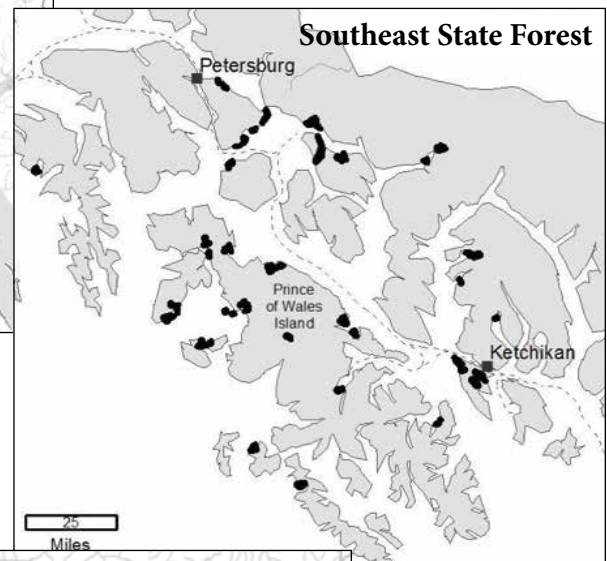 Southeast State Forest
Petersburg
Prince
of Wales
Island
Ketchikan
25
Miles